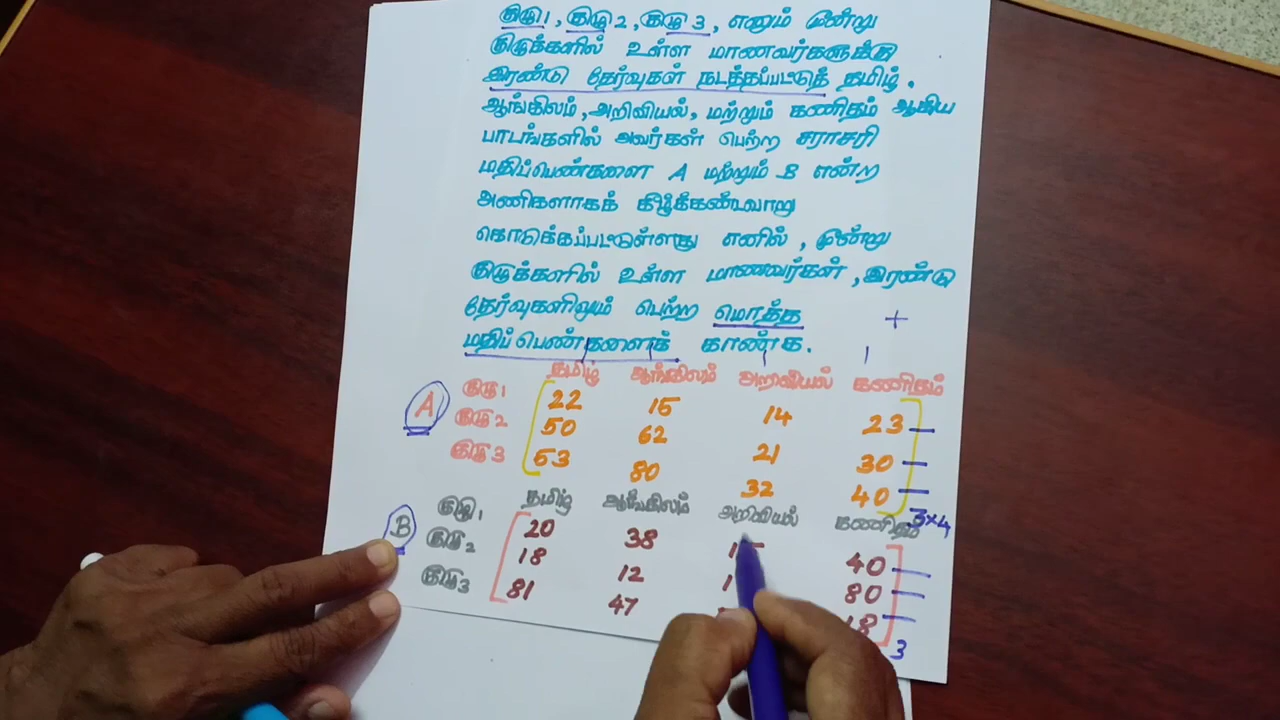 குழு 1, குழு 2, குழு 3, எனும் மூன்று
குழுக்களில் உள்ள மாணவர்களுக்கு
இரண்டு தேர்வுகள் நடத்தப்பட்டுத் தமிழ்.
ஆங்கிலம், அறிவியல், மற்றும் கணிதம் ஆகிய
பாடங்களில் அவர்கள் பெற்ற சராசரி
மதிப்பெண்களை A மற்றும் B என்ற
அணிகளாகக் கீழ்க்கண்டவாறு
கொடுக்கப்பட்டுள்ளது எனில், மூன்று
குழுக்களில் உள்ள மாணவர்கள், இரண்டு
தேர்வுகளிலும் பெற்ற மொத்த +
மதிப்பெண்களைக் காண்க.
தமிழ் ஆங்கிலம் அறிவியல் கணிதம்
A குழு 1 22 15 14 23
குழு 2 50 62 21 30
குழு 3 53 80 32 40
3×4
தமிழ் ஆங்கிலம் அறிவியல் கணிதம்
B குழு 1 20 38 40
குழு 2 18 12 80
குழு 3 81 47 18
3